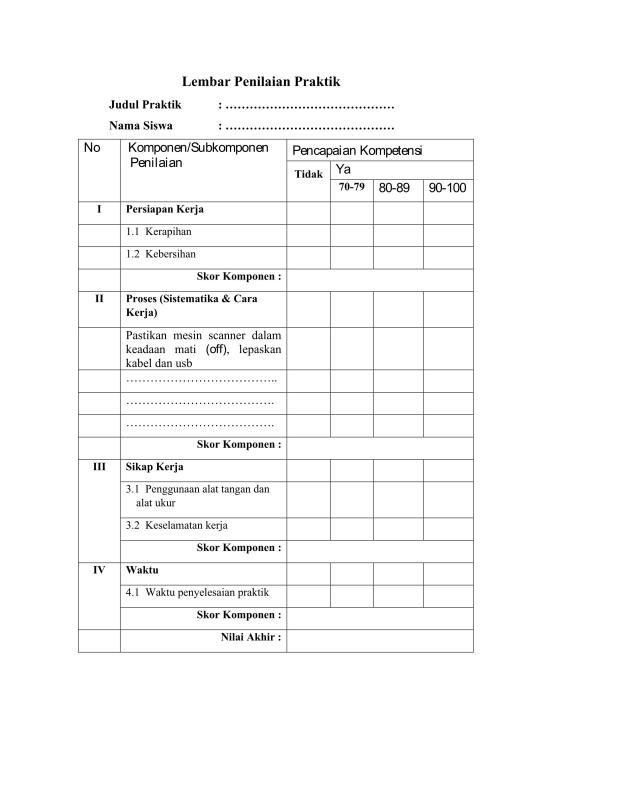 Lembar Penilaian Praktik
Judul Praktik : ……………………………………
Nama Siswa : ……………………………………
No Komponen/Subkomponen Penilaian Pencapaian Kompetensi
Tidak Ya
70-79 80-89 90-100
I Persiapan Kerja
1.1 Kerapihan
1.2 Kebersihan
Skor Komponen :
II Proses (Sistematika & Cara
Kerja)
Pastikan mesin scanner dalam
keadaan mati (off), lepaskan
kabel dan usb
………………………………..
……………………………….
……………………………….
Skor Komponen :
III Sikap Kerja
3.1 Penggunaan alat tangan dan
alat ukur
3.2 Keselamatan kerja
Skor Komponen :
IV Waktu
4.1 Waktu penyelesaian praktik
Skor Komponen :
Nilai Akhir :